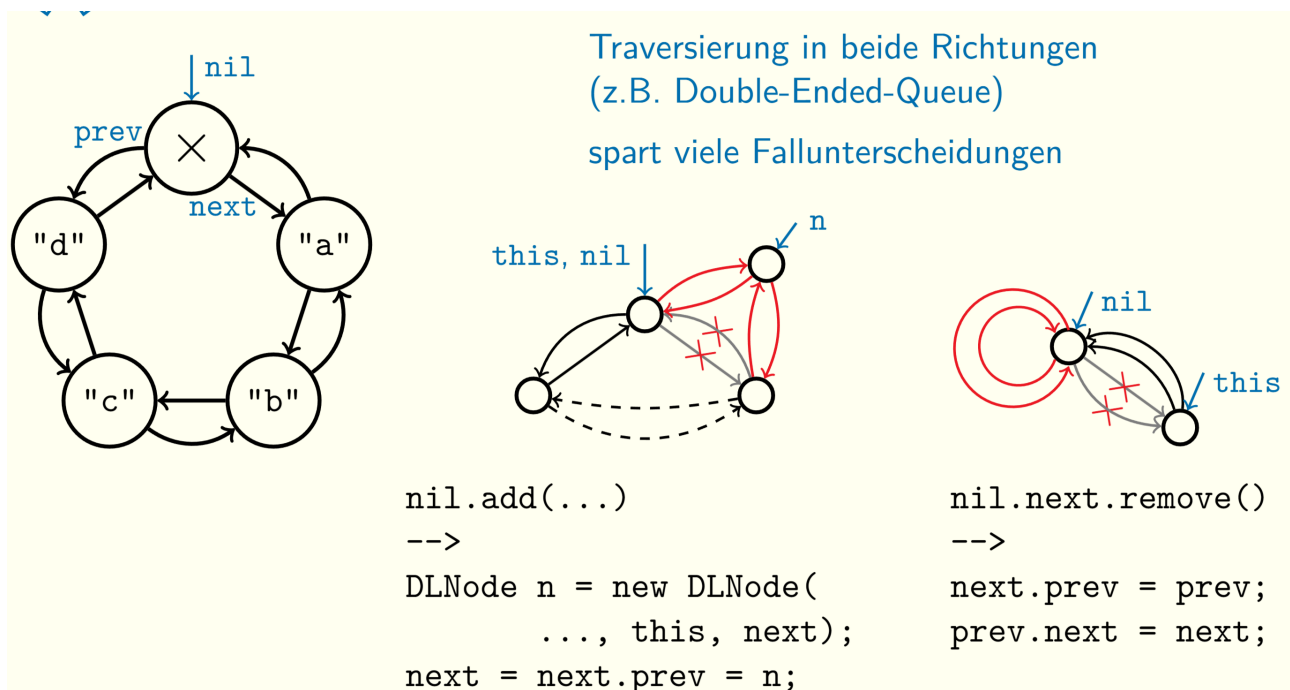 nil
prev
×
next
"d"
"a"
"c"
"b"
Traversierung in beide Richtungen
(z.B. Double-Ended-Queue)
spart viele Fallunterscheidungen
this, nil
n
nil
this
nil.add(...)
-->
DLNode n = new DLNode(
..., this, next);
next = next.prev = n;
nil.next.remove()
-->
next.prev = prev;
prev.next = next;